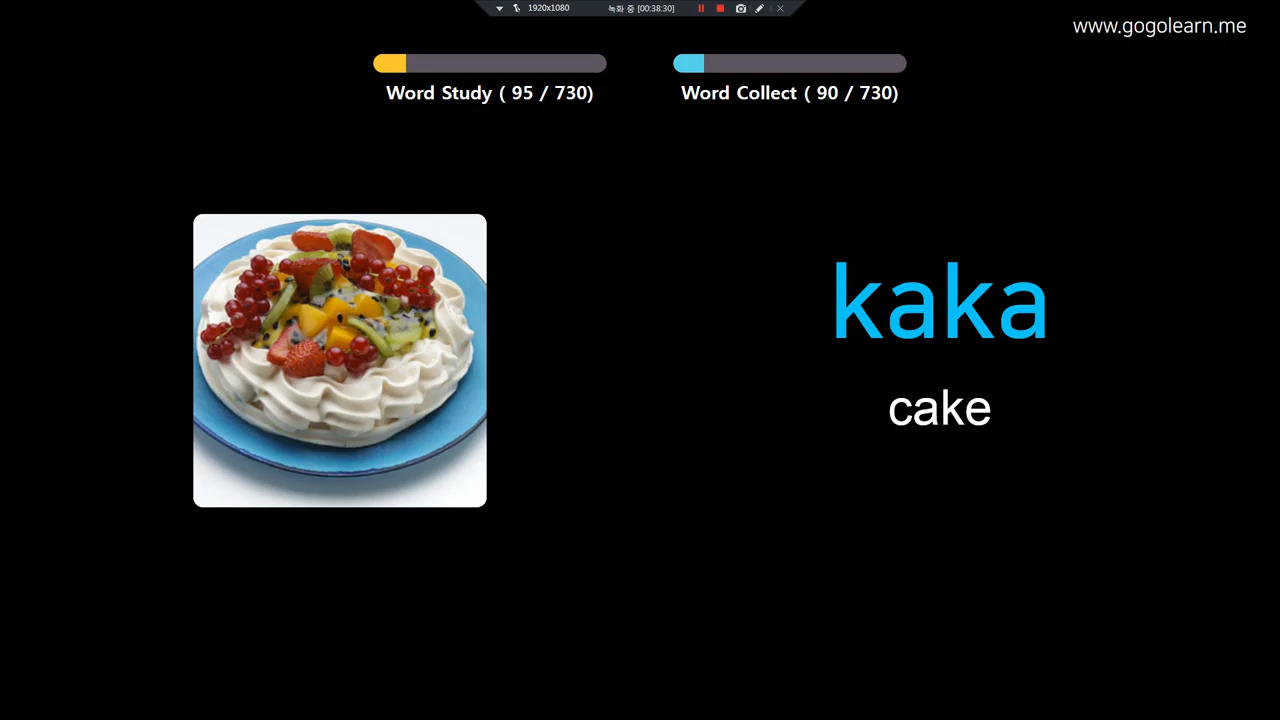 1920x1080 녹화 중 [00:38:30]
www.gogolearn.me
Word Study ( 95 / 730) Word Collect ( 90 / 730)
kaka
cake